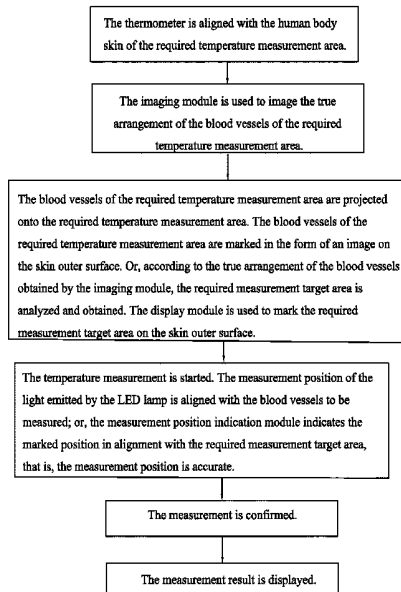 The thermometer is aligned with the human body
skin of the required temperature measurement area.
The imaging module is used to image the true
arrangement of the blood vessels of the required
temperature measurement area.
The blood vessels of the required temperature measurement area are projected
onto the required temperature measurement area. The blood vessels of the
required temperature measurement area are marked in the form of an image on
the skin outer surface. Or, according to the true arrangement of the blood vessels
obtained by the imaging module, the required measurement target area is
analyzed and obtained. The display module is used to mark the required
measurement target area on the skin outer surface.
The temperature measurement is started. The measurement position of the
light emitted by the LED lamp is aligned with the blood vessels to be
measured; or, the measurement position indication module indicates the
marked position in alignment with the required measurement target area,
that is, the measurement position is accurate.
The measurement is confirmed.
The measurement result is displayed.